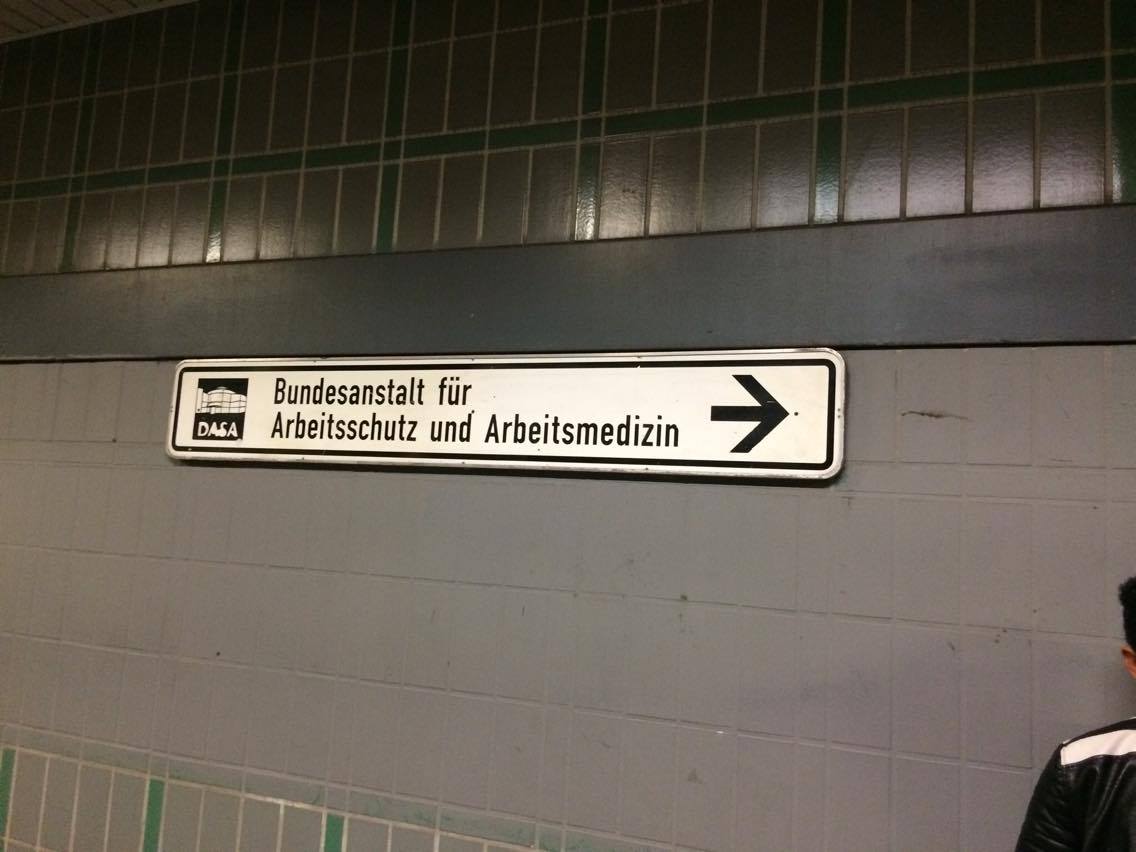 DASA
Bundesanstalt für
Arbeitsschutz und Arbeitsmedizin